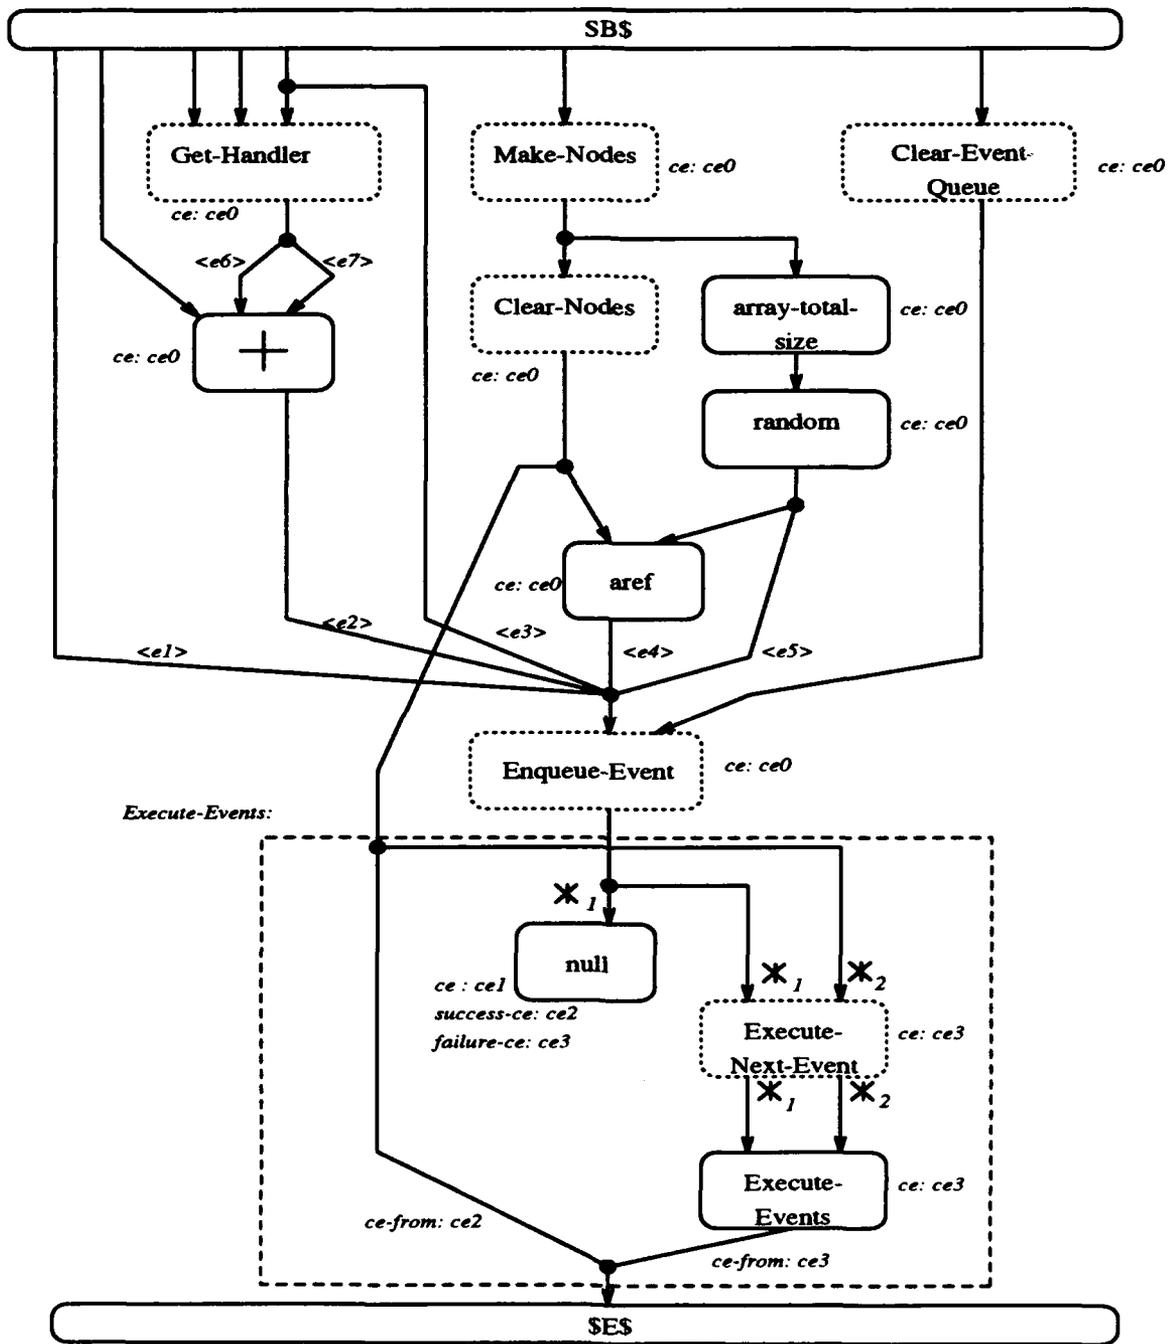 SB$
Get-Handler
Make-Nodes
ce: ce0
Clear-Event-
Queue
ce: ce0
ce: ce0
<e6>
<e7>
Clear-Nodes
array-total-
size
ce: ce0
+
ce: ce0
ce: ce0
random
ce: ce0
aref
ce: ce0
<e1>
<e2>
<e3>
<e4>
<e5>
Enqueue-Event
ce: ce0
Execute-Events:
* 1
null
ce : ce1
success-ce: ce2
failure-ce: ce3
* 1
* 2
Execute-
Next-Event
ce: ce3
* 1
* 2
Execute-
Events
ce: ce3
ce-from: ce2
ce-from: ce3
$E$